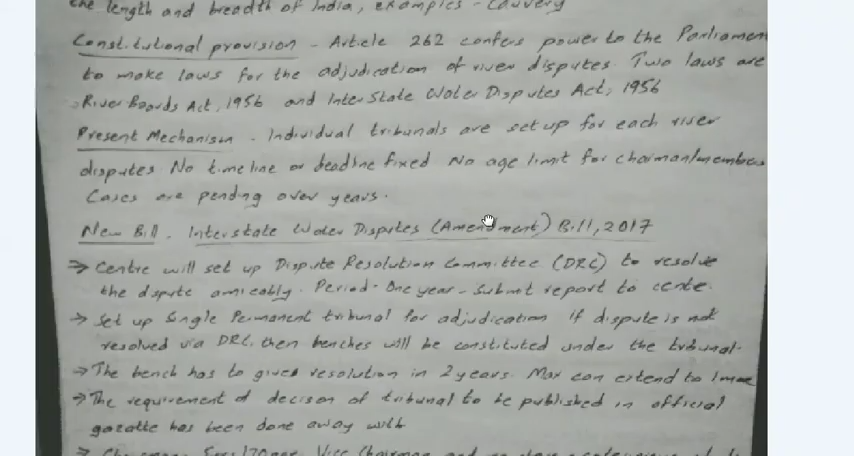 the length and breadth of India, examples - Cauvery
Constitutional provision - Article 262 confers power to the Parliamen
to make laws for the adjudication of river disputes. Two laws are
River Boards Act, 1956 and Inter State Water Disputes Act, 1956
Present Mechanism. Individual tribunals are set up for each river
disputes No timeline or deadline fixed No age limit for chairman/members
Cases are pending over years.
New Bill. Interstate Water Disputes (Amendment) Bill, 2017
→ Centre will set up Dispute Resolution Committee (DRC) to resolve
the dispute amicably. Period - One year - Submit report to cente.
→ Set up Single Permanent tribunal for adjudication if dispute is not
resolved via DRC, then benches will be constituted under the tribunal.
→ The bench has to give resolution in 2 years. Max can extend to 1 more
→ The requirement of decison of tribunal to be published in official
gazatte has been done away with
→ Vice Chairman and